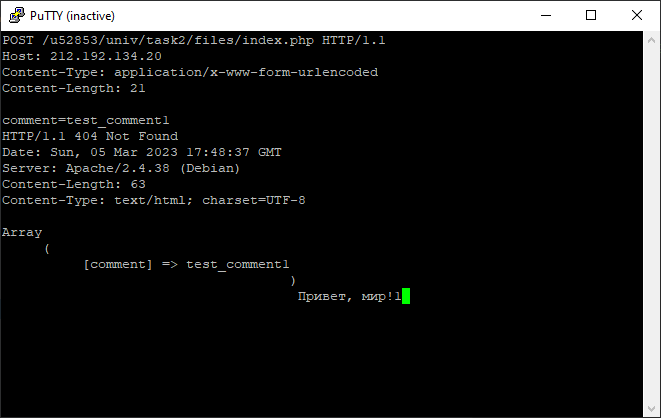 PuTTY (inactive)
POST /u52853/univ/task2/files/index.php HTTP/1.1
Host: 212.192.134.20
Content-Type: application/x-www-form-urlencoded
Content-Length: 21
comment=test_comment1
HTTP/1.1 404 Not Found
Date: Sun, 05 Mar 2023 17:48:37 GMT
Server: Apache/2.4.38 (Debian)
Content-Length: 63
Content-Type: text/html; charset=UTF-8
Array
(
[comment] => test_comment1
)
Привет, мир!1